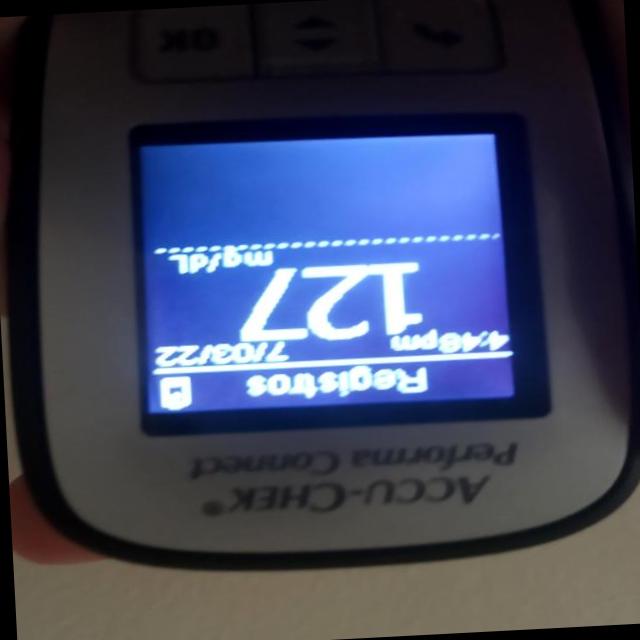 ACCU-CHEK®
Performa Connect
Registros
4:48pm 7/03/22
127
mg/dL
OK